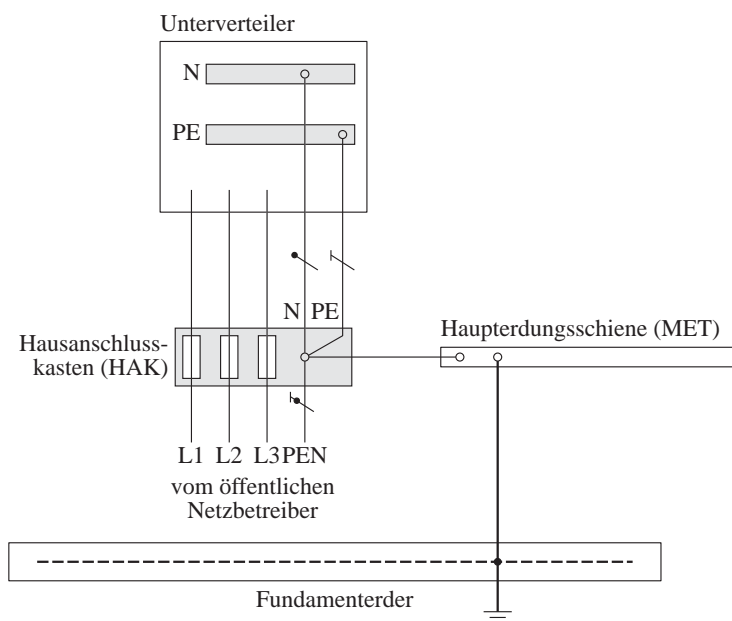 Unterverteiler
N
PE
N PE
Hausanschluss-
kasten (HAK)
Haupterdungsschiene (MET)
L1 L2 L3 PEN
vom öffentlichen
Netzbetreiber
Fundamenterder